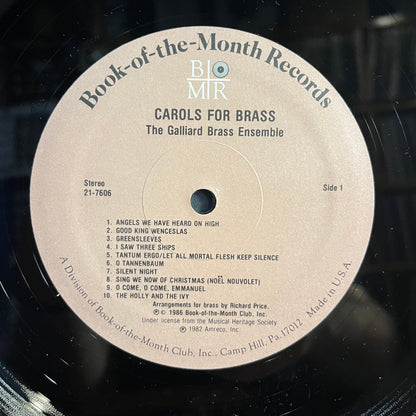 Book-of-the-Month Records
BOMR
CAROLS FOR BRASS
The Galliard Brass Ensemble
Stereo
21-7606
Side 1
1. ANGELS WE HAVE HEARD ON HIGH
2. GOOD KING WENCESLAS
3. GREENSLEEVES
4. I SAW THREE SHIPS
5. TANTUM ERGO/LET ALL MORTAL FLESH KEEP SILENCE
6. O TANNENBAUM
7. SILENT NIGHT
8. SING WE NOW OF CHRISTMAS (NOËL NOUVOLET)
9. O COME, O COME, EMMANUEL
10. THE HOLLY AND THE IVY
Arrangements for brass by Richard Price.
℗ © 1986 Book-of-the-Month Club, Inc.
Under license from the Musical Heritage Society
℗ 1982 Amreco, Inc.
A Division of Book-of-the-Month Club, Inc., Camp Hill, Pa. 17012 Made in U.S.A.